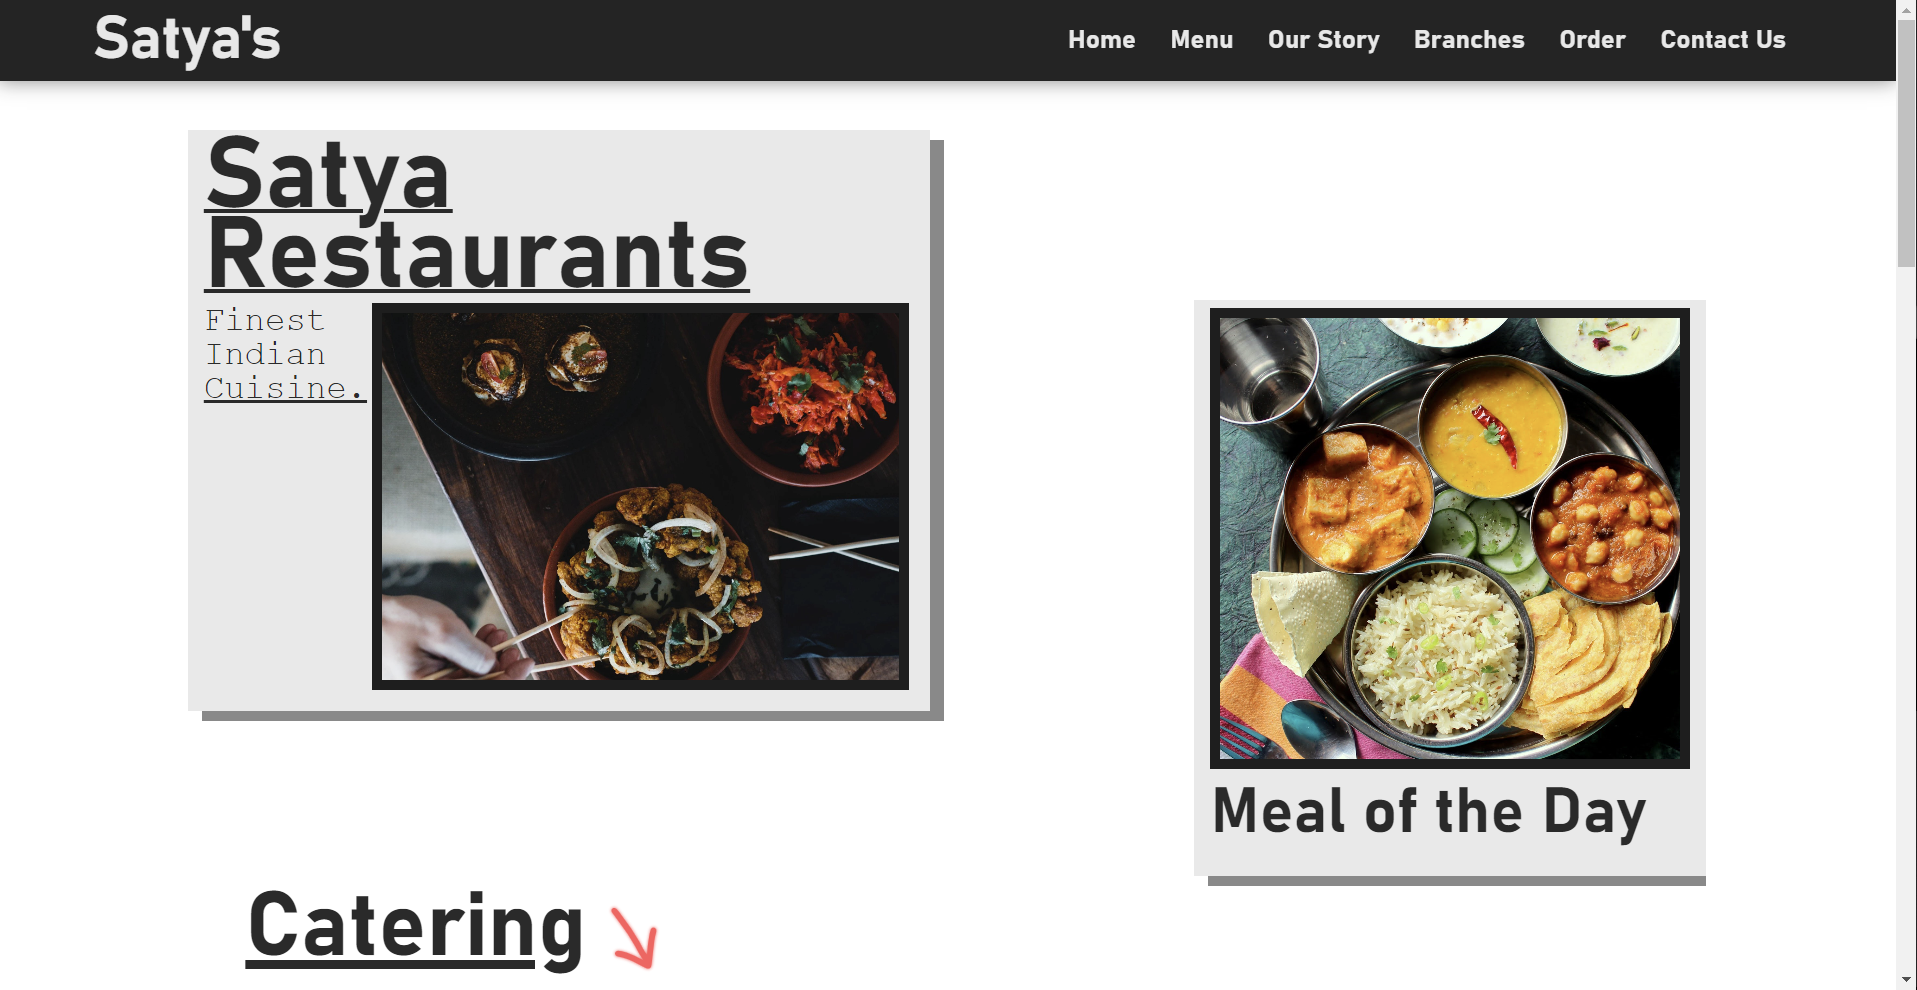 Satya's
Home Menu Our Story Branches Order Contact Us
Satya
Restaurants
Finest
Indian
Cuisine.
Meal of the Day
Catering